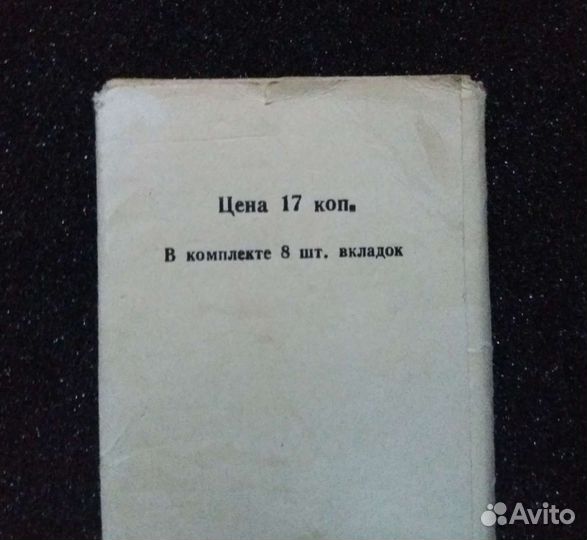 Цена 17 коп.
В комплекте 8 шт. вкладок
Avito